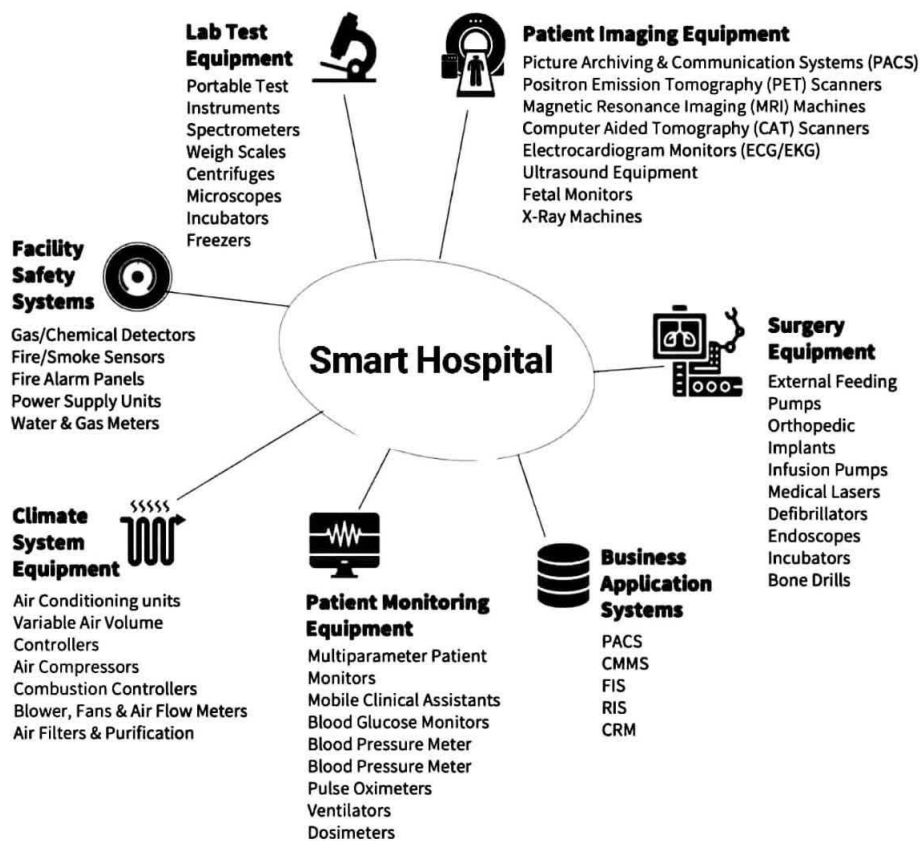 Lab Test
Equipment
Portable Test
Instruments
Spectrometers
Weigh Scales
Centrifuges
Microscopes
Incubators
Freezers
Patient Imaging Equipment
Picture Archiving & Communication Systems (PACS)
Positron Emission Tomography (PET) Scanners
Magnetic Resonance Imaging (MRI) Machines
Computer Aided Tomography (CAT) Scanners
Electrocardiogram Monitors (ECG/EKG)
Ultrasound Equipment
Fetal Monitors
X-Ray Machines
Facility
Safety
Systems
Gas/Chemical Detectors
Fire/Smoke Sensors
Fire Alarm Panels
Power Supply Units
Water & Gas Meters
Smart Hospital
Surgery
Equipment
External Feeding
Pumps
Orthopedic
Implants
Infusion Pumps
Medical Lasers
Defibrillators
Endoscopes
Incubators
Bone Drills
Climate
System
Equipment
Air Conditioning units
Variable Air Volume
Controllers
Air Compressors
Combustion Controllers
Blower, Fans & Air Flow Meters
Air Filters & Purification
Patient Monitoring
Equipment
Multiparameter Patient
Monitors
Mobile Clinical Assistants
Blood Glucose Monitors
Blood Pressure Meter
Blood Pressure Meter
Pulse Oximeters
Ventilators
Dosimeters
Business
Application
Systems
PACS
CMMS
FIS
RIS
CRM